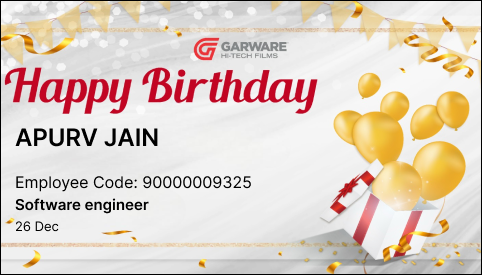 GARWARE
HI-TECH FILMS
Happy Birthday
APURV JAIN
Employee Code: 90000009325
Software engineer
26 Dec